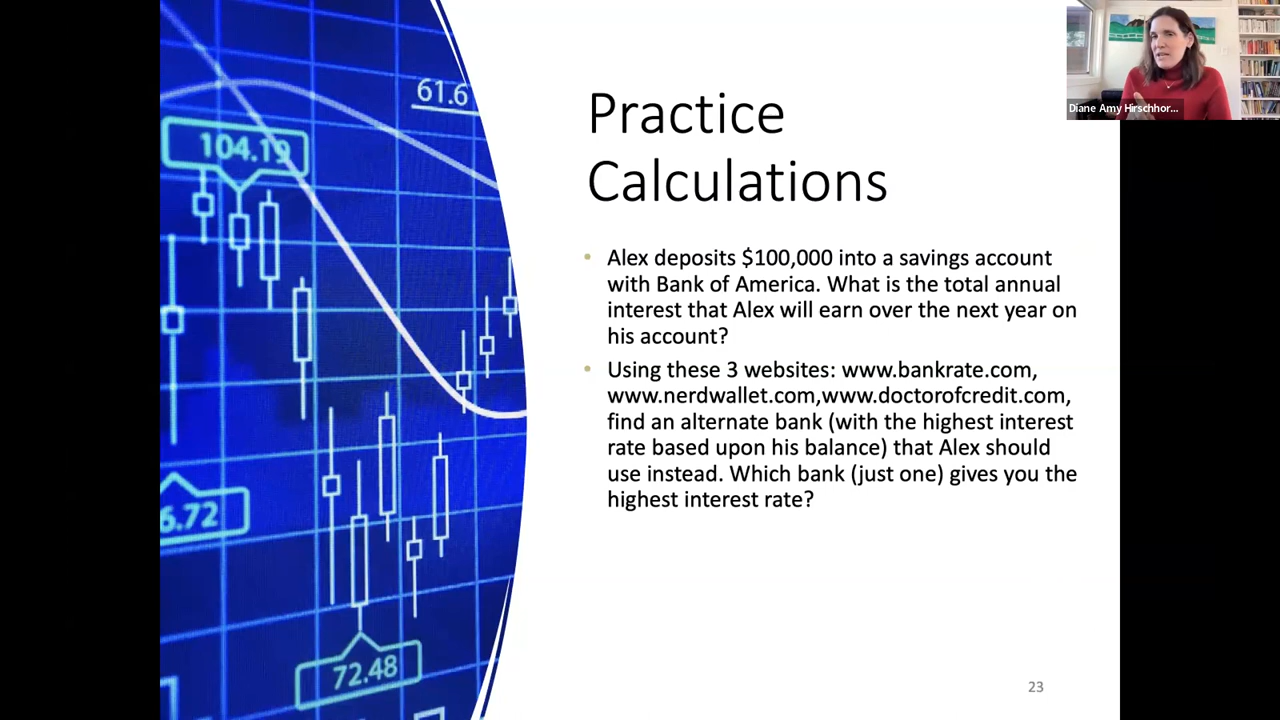 61.6
104.19
6.72
72.48
Practice
Calculations
• Alex deposits $100,000 into a savings account
with Bank of America. What is the total annual
interest that Alex will earn over the next year on
his account?
• Using these 3 websites: www.bankrate.com,
www.nerdwallet.com,www.doctorofcredit.com,
find an alternate bank (with the highest interest
rate based upon his balance) that Alex should
use instead. Which bank (just one) gives you the
highest interest rate?
23
Diane Amy Hirschhor...